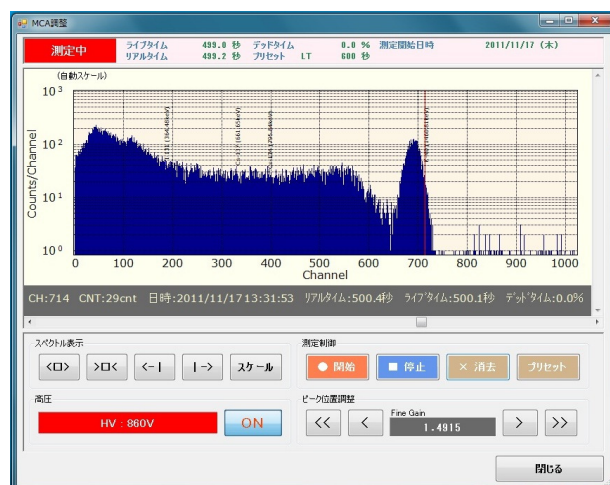 MCA調整
測定中
ライブタイム 499.0 秒 デッドタイム 0.0 % 測定開始日時 2011/11/17 (木)
リアルタイム 499.2 秒 プリセット LT 600 秒
(自動スケール)
10³
10²
10¹
10⁰
Counts/Channel
0 100 200 300 400 500 600 700 800 900 1000
Channel
CH:714 CNT:29cnt 日時:2011/11/1713:31:53 リアルタイム:500.4秒 ライブタイム:500.1秒 デッドタイム:0.0%
スペクトル表示
<□> >□< <-| |-> スケール
測定制御
● 開始 ■ 停止 × 消去 プリセット
高圧
HV : 860V ON
ピーク位置調整
<< < Fine Gain 1.4915 > >>
閉じる